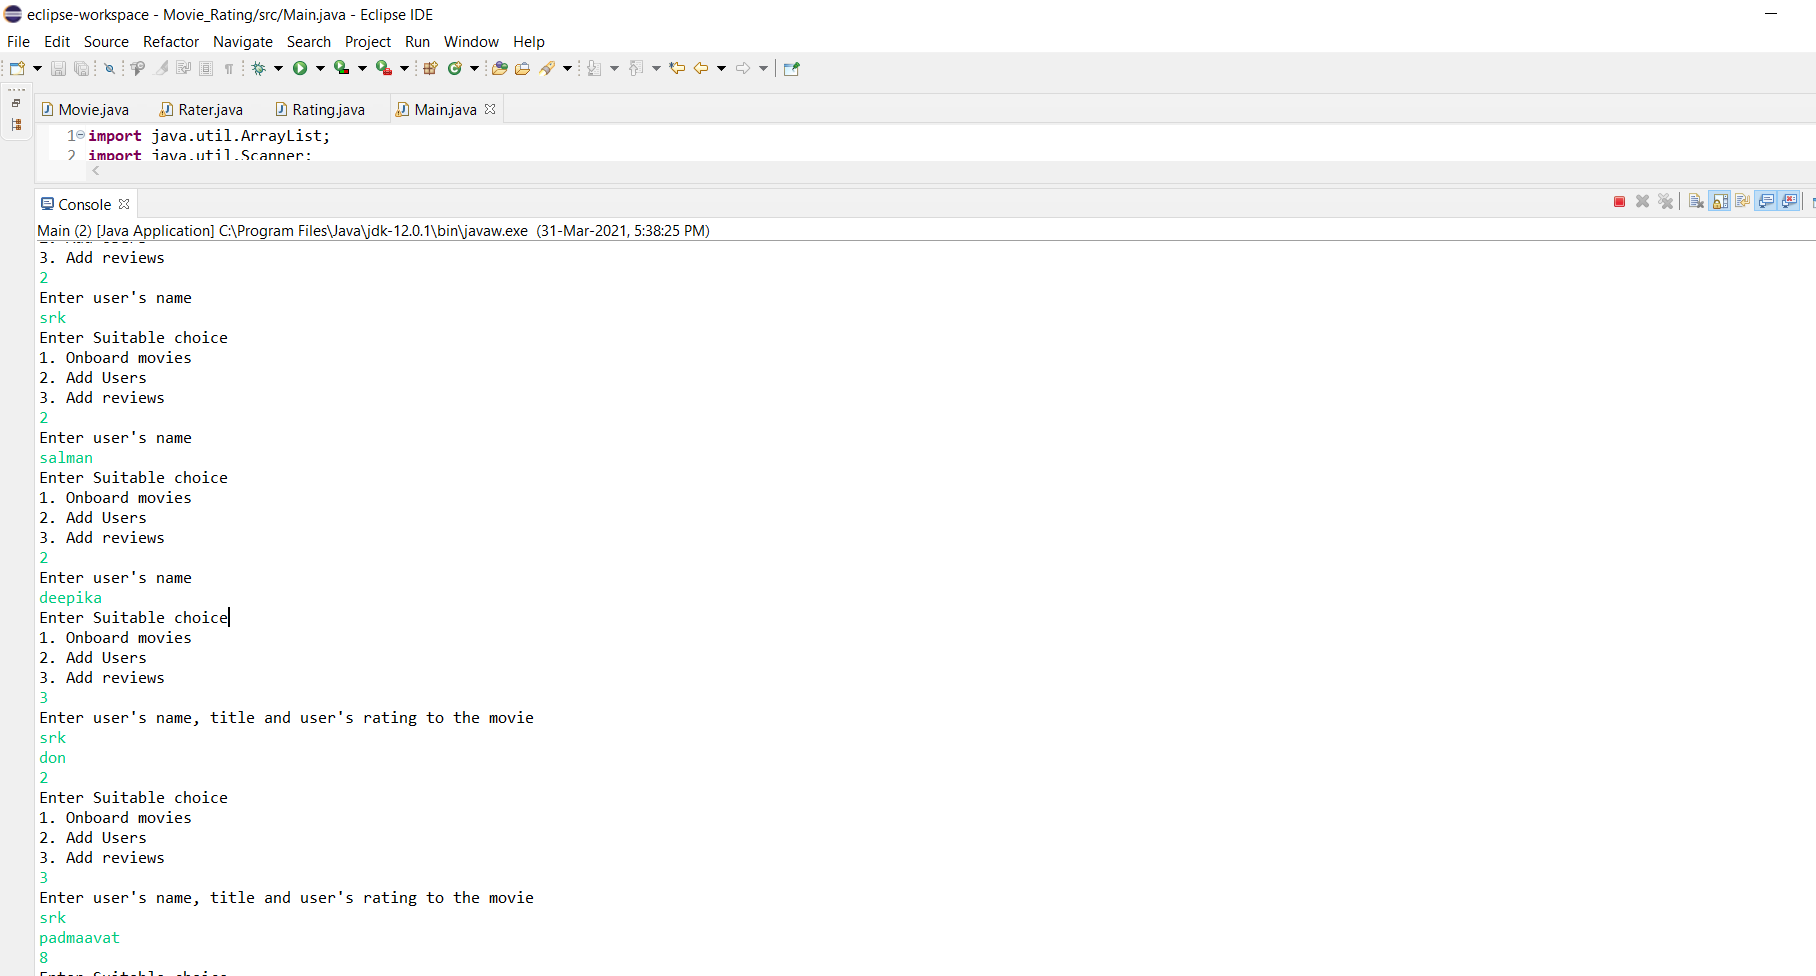 eclipse-workspace - Movie_Rating/src/Main.java - Eclipse IDE
File Edit Source Refactor Navigate Search Project Run Window Help
Movie.java Rater.java Rating.java Main.java
1 import java.util.ArrayList;
2 import java.util.Scanner;
Console
Main (2) [Java Application] C:\Program Files\Java\jdk-12.0.1\bin\javaw.exe (31-Mar-2021, 5:38:25 PM)
2. Add Users
3. Add reviews
2
Enter user's name
srk
Enter Suitable choice
1. Onboard movies
2. Add Users
3. Add reviews
2
Enter user's name
salman
Enter Suitable choice
1. Onboard movies
2. Add Users
3. Add reviews
2
Enter user's name
deepika
Enter Suitable choice
1. Onboard movies
2. Add Users
3. Add reviews
3
Enter user's name, title and user's rating to the movie
srk
don
2
Enter Suitable choice
1. Onboard movies
2. Add Users
3. Add reviews
3
Enter user's name, title and user's rating to the movie
srk
padmaavat
8
Enter Suitable choice